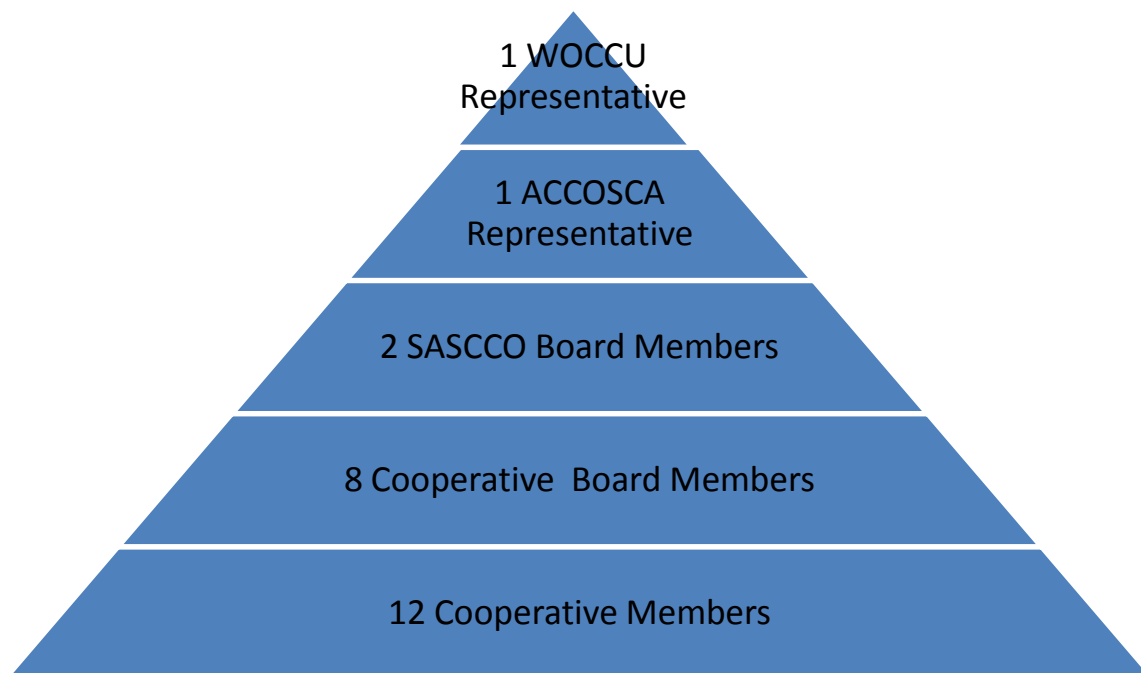 1 WOCCU
Representative
1 ACCOSCA
Representative
2 SASCCO Board Members
8 Cooperative  Board Members
12 Cooperative Members